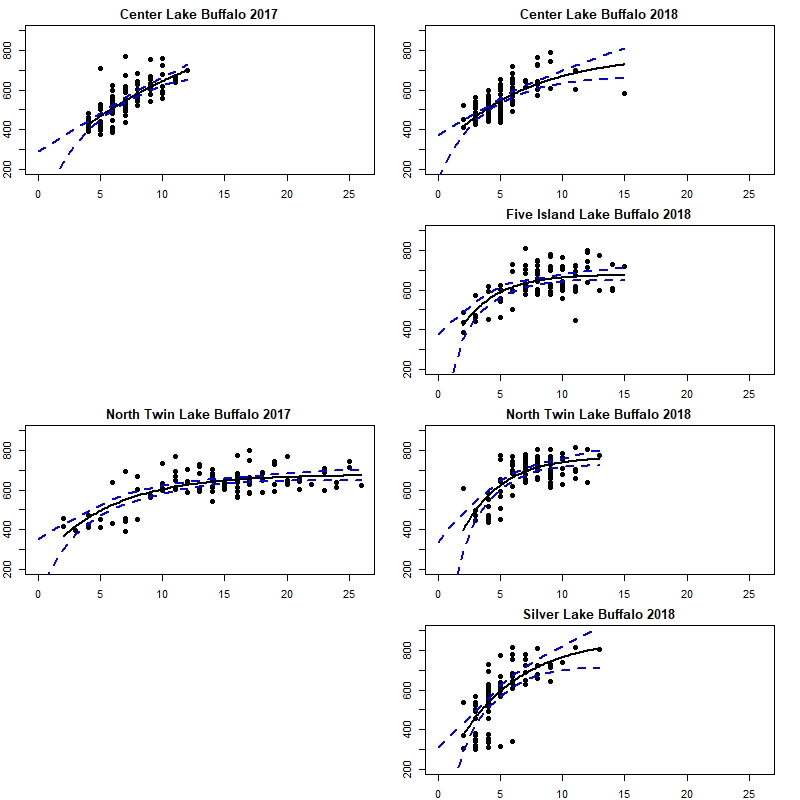 Center Lake Buffalo 2017
800
600
400
200
0 5 10 15 20 25
Center Lake Buffalo 2018
800
600
400
200
0 5 10 15 20 25
Five Island Lake Buffalo 2018
800
600
400
200
0 5 10 15 20 25
North Twin Lake Buffalo 2017
800
600
400
200
0 5 10 15 20 25
North Twin Lake Buffalo 2018
800
600
400
200
0 5 10 15 20 25
Silver Lake Buffalo 2018
800
600
400
200
0 5 10 15 20 25